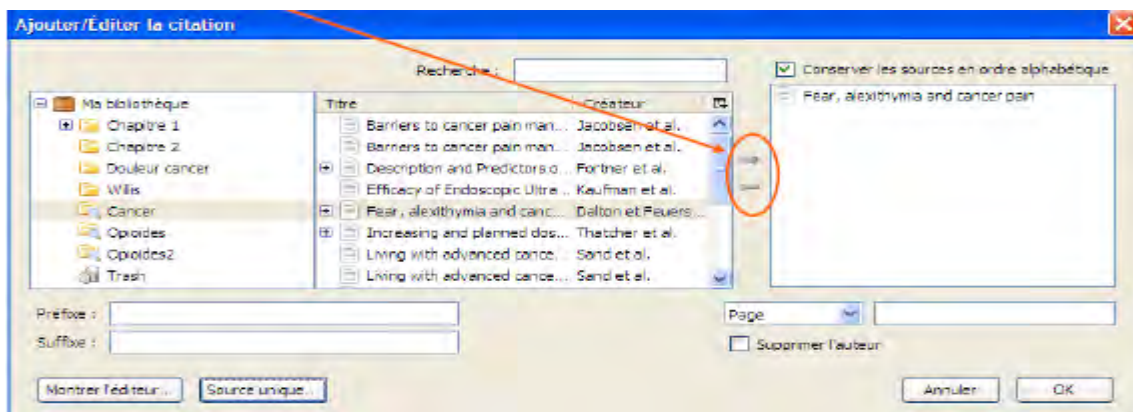 Ajouter/Éditer la citation
Recherche :
Conserver les sources en ordre alphabétique
Ma bibliothèque
Chapitre 1
Chapitre 2
Douleur cancer
Willis
Cancer
Opioides
Opioides2
Trash
Titre Créateur
Barriers to cancer pain man... Jacobsen et al.
Barriers to cancer pain man... Jacobsen et al.
Description and Predictors o... Fortner et al.
Efficacy of Endoscopic Ultra... Kaufman et al.
Fear, alexithymia and canc... Dalton et Feuers...
Increasing and planned dos... Thatcher et al.
Living with advanced cance... Sand et al.
Living with advanced cance... Sand et al.
Fear, alexithymia and cancer pain
Préfixe :
Suffixe :
Page
Supprimer l'auteur
Montrer l'éditeur... Source unique... Annuler OK